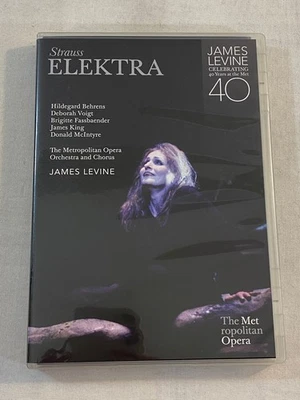 Strauss
ELEKTRA
Hildegard Behrens
Deborah Voigt
Brigitte Fassbaender
James King
Donald McIntyre
The Metropolitan Opera
Orchestra and Chorus
JAMES LEVINE
JAMES
LEVINE
CELEBRATING
40 Years at the Met
40
The Met
ropolitan
Opera